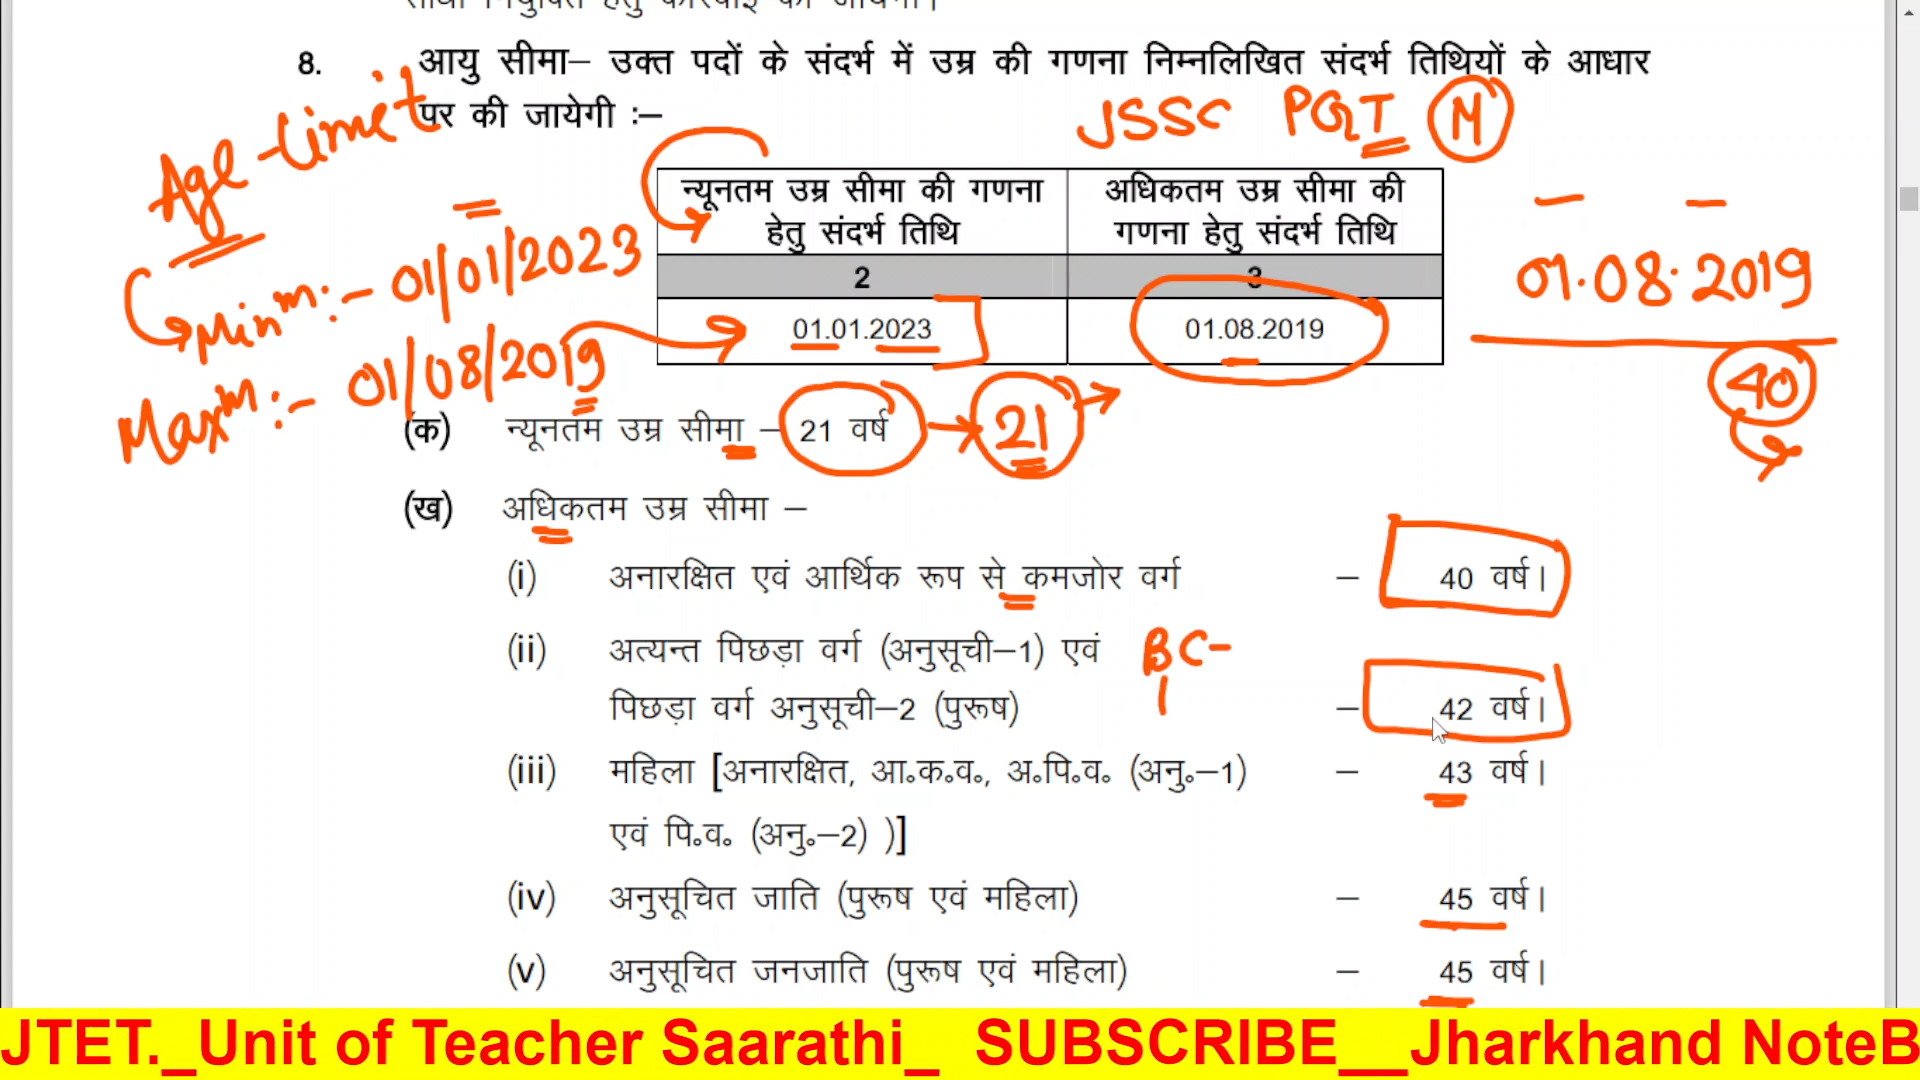 8. आयु सीमा– उक्त पदों के संदर्भ में उम्र की गणना निम्नलिखित संदर्भ तिथियों के आधार
पर की जायेगी :–
Age-limit
JSSC PGT M
न्यूनतम उम्र सीमा की गणना हेतु संदर्भ तिथि
अधिकतम उम्र सीमा की गणना हेतु संदर्भ तिथि
2 3
01.01.2023 01.08.2019
Minm:- 01/01/2023
Maxm:- 01/08/2019
01.08.2019
40
(क) न्यूनतम उम्र सीमा – 21 वर्ष 21
(ख) अधिकतम उम्र सीमा –
(i) अनारक्षित एवं आर्थिक रूप से कमजोर वर्ग – 40 वर्ष।
(ii) अत्यन्त पिछड़ा वर्ग (अनुसूची–1) एवं BC-
पिछड़ा वर्ग अनुसूची–2 (पुरूष) 1 – 42 वर्ष।
(iii) महिला [अनारक्षित, आ॰क॰व॰, अ॰पि॰व॰ (अनु॰–1) – 43 वर्ष।
एवं पि॰व॰ (अनु॰–2) )]
(iv) अनुसूचित जाति (पुरूष एवं महिला) – 45 वर्ष।
(v) अनुसूचित जनजाति (पुरूष एवं महिला) – 45 वर्ष।
JTET._Unit of Teacher Saarathi_ SUBSCRIBE__Jharkhand NoteB